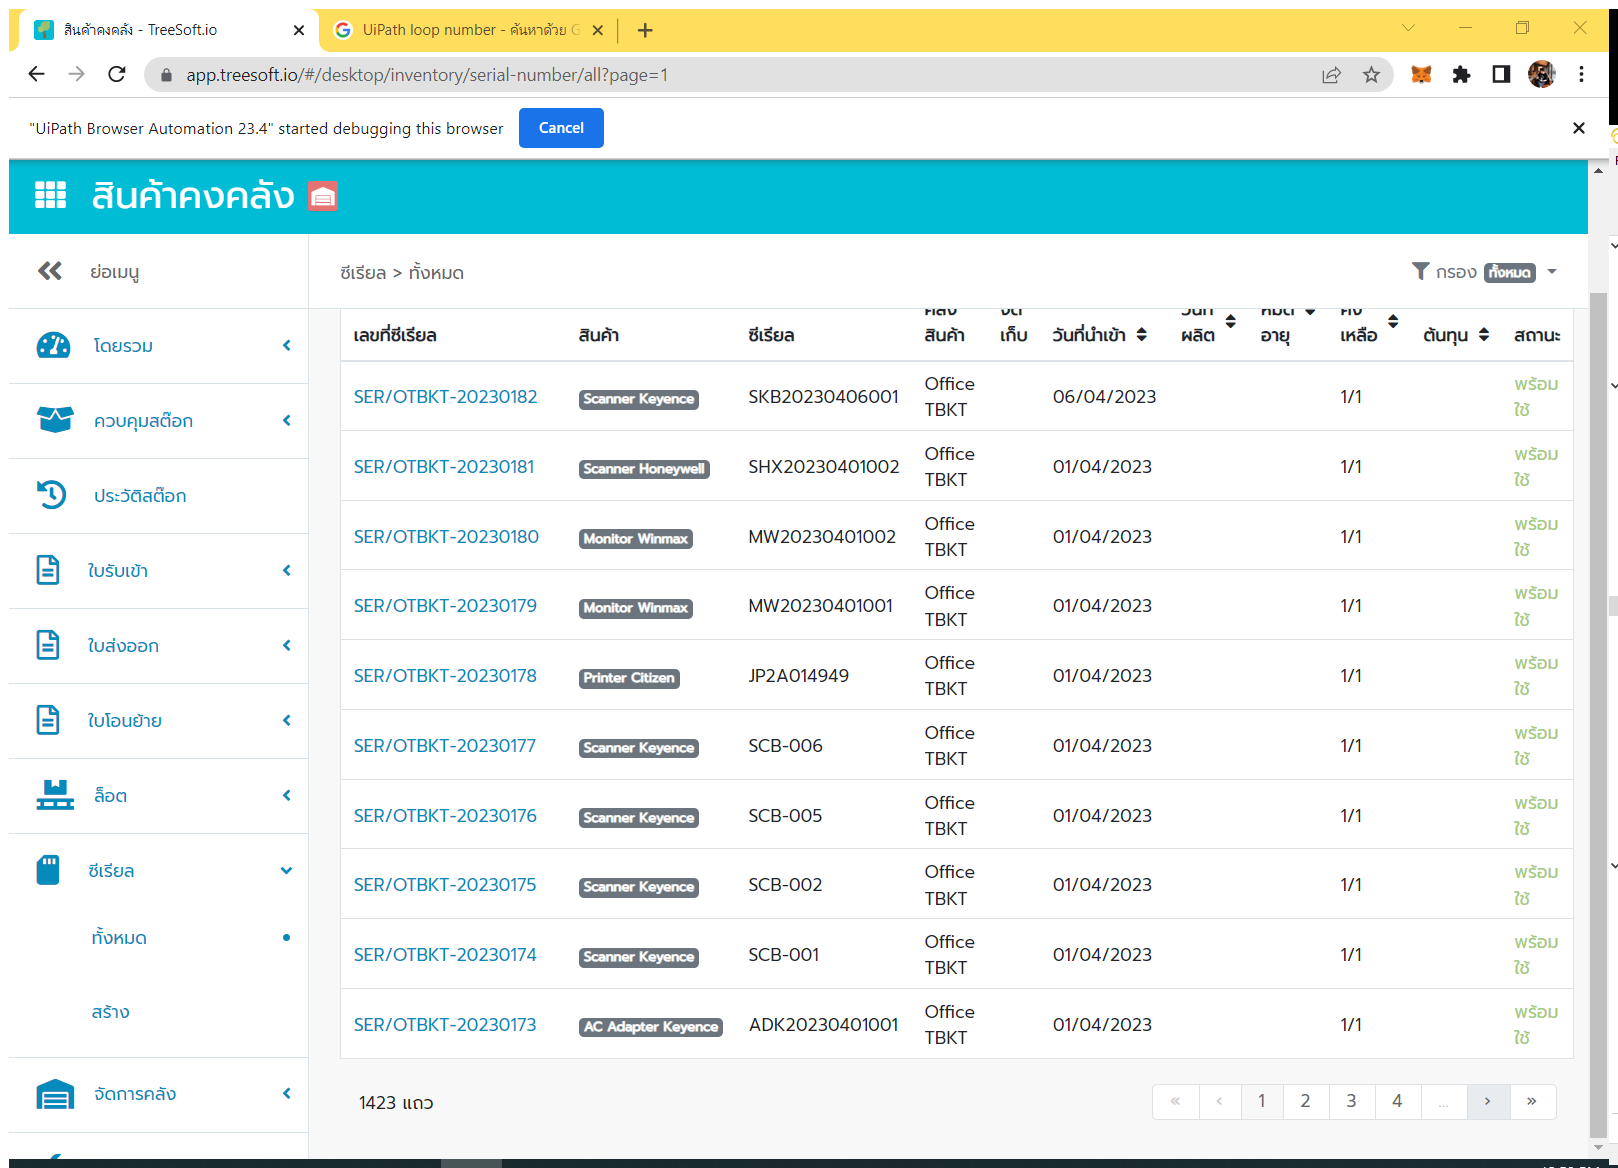 สินค้าคงคลัง - TreeSoft.io
UiPath loop number - ค้นหาด้วย G
app.treesoft.io/#/desktop/inventory/serial-number/all?page=1
"UiPath Browser Automation 23.4" started debugging this browser
Cancel
สินค้าคงคลัง
ย่อเมนู
ซีเรียล > ทั้งหมด
กรอง ทั้งหมด
โดยรวม
ควบคุมสต๊อก
ประวัติสต๊อก
ใบรับเข้า
ใบส่งออก
ใบโอนย้าย
ล็อต
ซีเรียล
ทั้งหมด
สร้าง
จัดการคลัง
เลขที่ซีเรียล สินค้า ซีเรียล คลังสินค้า จัดเก็บ วันที่นำเข้า วันที่ผลิต หมดอายุ คงเหลือ ต้นทุน สถานะ
SER/OTBKT-20230182 Scanner Keyence SKB20230406001 Office TBKT 06/04/2023 1/1 พร้อมใช้
SER/OTBKT-20230181 Scanner Honeywell SHX20230401002 Office TBKT 01/04/2023 1/1 พร้อมใช้
SER/OTBKT-20230180 Monitor Winmax MW20230401002 Office TBKT 01/04/2023 1/1 พร้อมใช้
SER/OTBKT-20230179 Monitor Winmax MW20230401001 Office TBKT 01/04/2023 1/1 พร้อมใช้
SER/OTBKT-20230178 Printer Citizen JP2A014949 Office TBKT 01/04/2023 1/1 พร้อมใช้
SER/OTBKT-20230177 Scanner Keyence SCB-006 Office TBKT 01/04/2023 1/1 พร้อมใช้
SER/OTBKT-20230176 Scanner Keyence SCB-005 Office TBKT 01/04/2023 1/1 พร้อมใช้
SER/OTBKT-20230175 Scanner Keyence SCB-002 Office TBKT 01/04/2023 1/1 พร้อมใช้
SER/OTBKT-20230174 Scanner Keyence SCB-001 Office TBKT 01/04/2023 1/1 พร้อมใช้
SER/OTBKT-20230173 AC Adapter Keyence ADK20230401001 Office TBKT 01/04/2023 1/1 พร้อมใช้
1423 แถว
« ‹ 1 2 3 4 ... › »